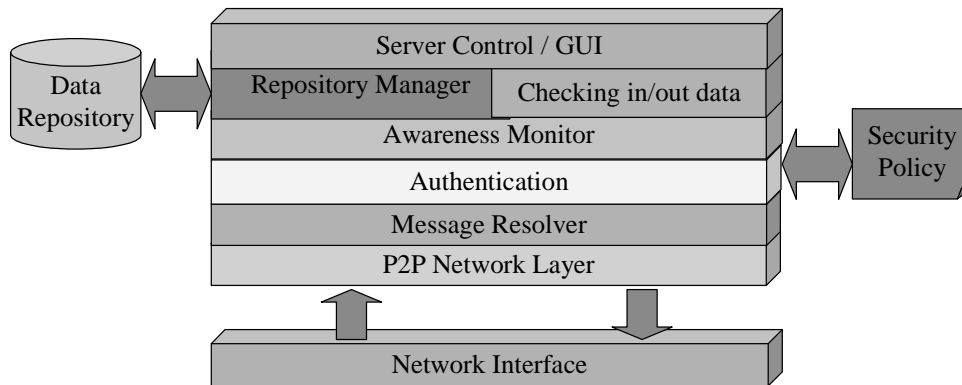 Server Control / GUI
Data
Repository
Repository Manager
Checking in/out data
Awareness Monitor
Security
Policy
Authentication
Message Resolver
P2P Network Layer
Network Interface